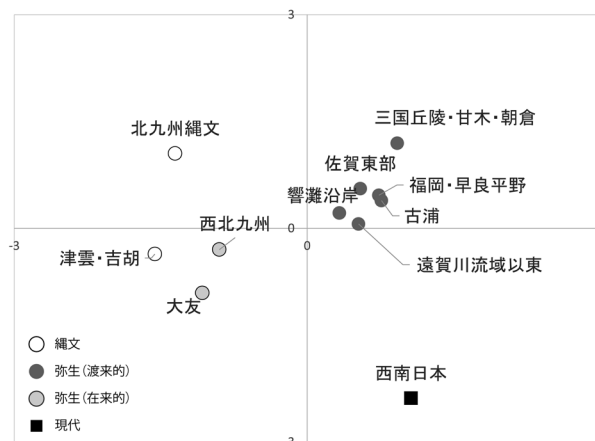 3
三国丘陵・甘木・朝倉
北九州縄文
佐賀東部
福岡・早良平野
響灘沿岸
古浦
西北九州
-3
0
0
津雲・吉胡
遠賀川流域以東
大友
縄文
西南日本
弥生（渡来的）
弥生（在来的）
現代